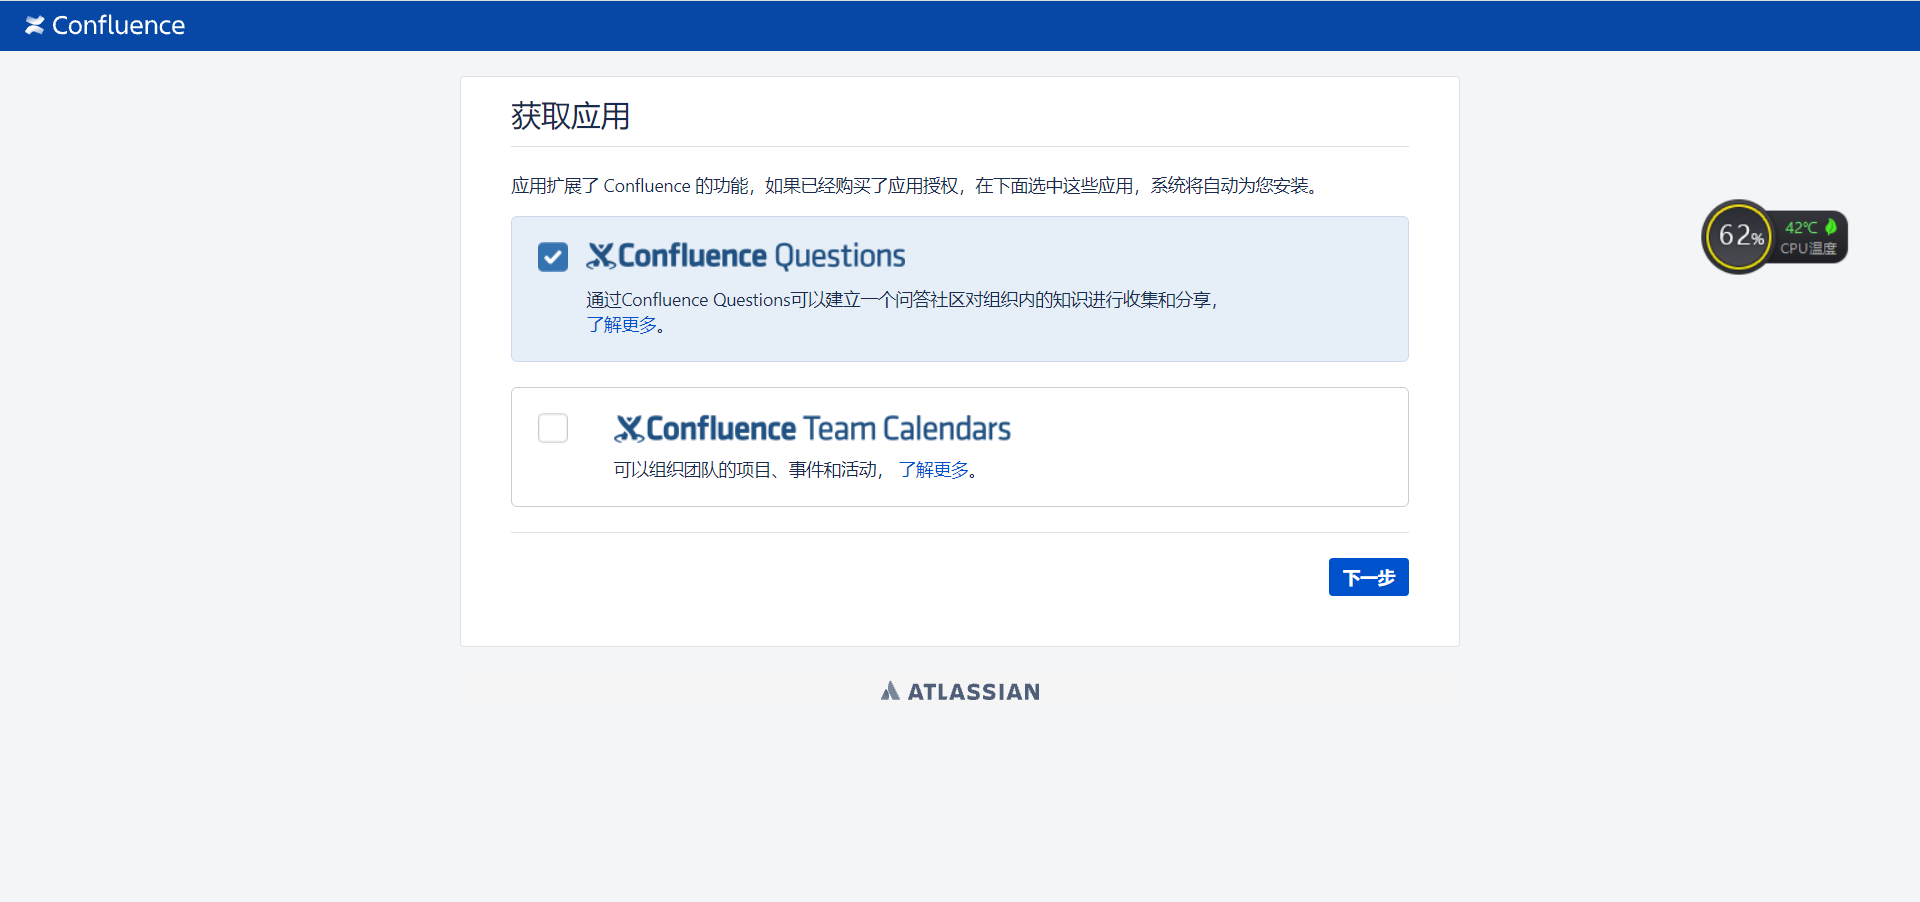 Confluence
获取应用
应用扩展了 Confluence 的功能，如果已经购买了应用授权，在下面选中这些应用，系统将自动为您安装。
Confluence Questions
通过Confluence Questions可以建立一个问答社区对组织内的知识进行收集和分享，
了解更多。
62%
42℃
CPU温度
Confluence Team Calendars
可以组织团队的项目、事件和活动， 了解更多。
下一步
ATLASSIAN